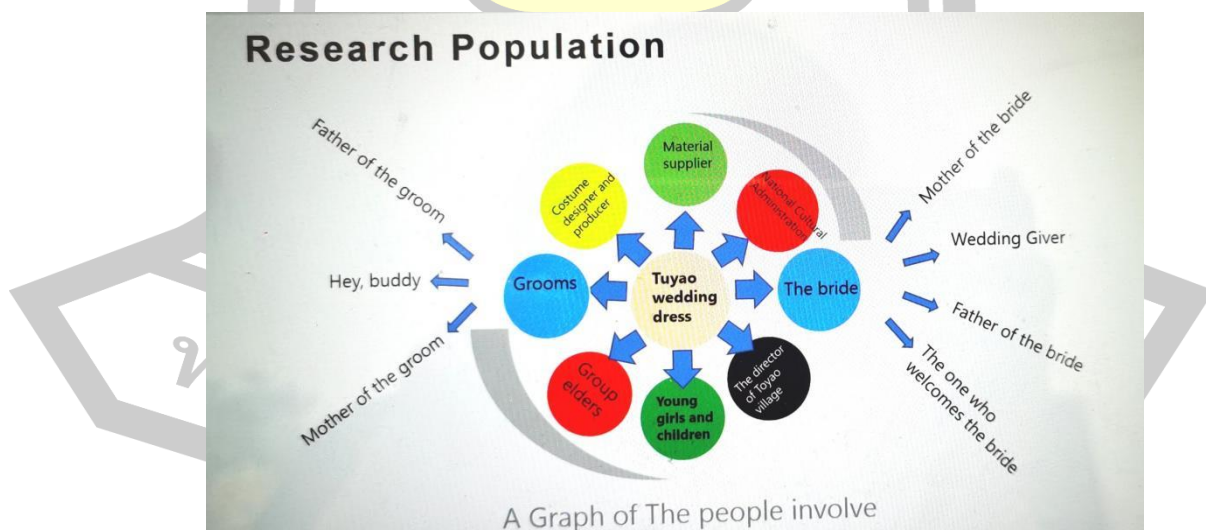 Research Population
Father of the groom
Hey, buddy
Mother of the groom
Costume
designer and
producer
Material
supplier
National Cultural
Administration
Grooms
Tuyao
wedding
dress
The bride
Group
elders
Young
girls and
children
The director
of Toyao
village
Mother of the bride
Wedding Giver
Father of the bride
The one who
welcomes the bride
A Graph of The people involve